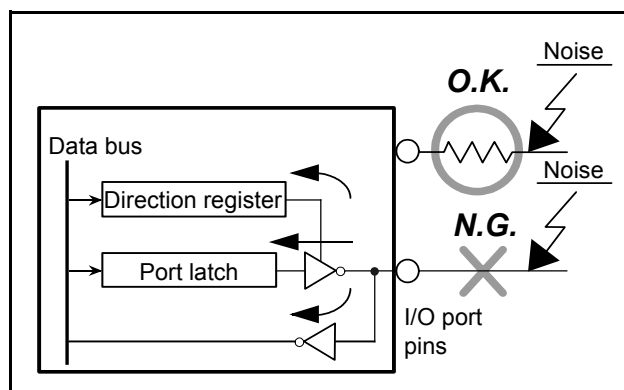 Noise
O.K.
Data bus
Noise
Direction register
N.G.
Port latch
I/O port
pins